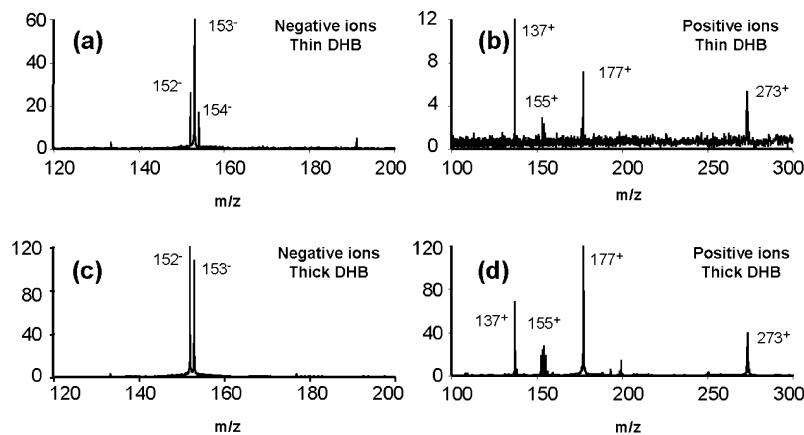 (a)
Negative ions
Thin DHB
153-
152-
154-
60
40
20
0
120 140 160 180 200
m/z
(b)
Positive ions
Thin DHB
137+
155+
177+
273+
12
8
4
0
100 150 200 250 300
m/z
(c)
Negative ions
Thick DHB
152-
153-
120
80
40
0
120 140 160 180 200
m/z
(d)
Positive ions
Thick DHB
177+
137+
155+
273+
120
80
40
0
100 150 200 250 300
m/z